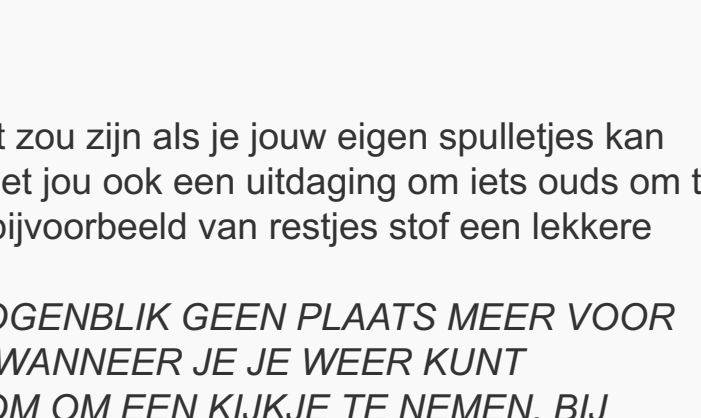 t zou zijn als je jouw eigen spulletjes kan
et jou ook een uitdaging om iets ouds om t
bijvoorbeeld van restjes stof een lekkere
OGENBLIK GEEN PLAATS MEER VOOR
WANNEER JE JE WEER KUNT
OM OM EEN KIJKJE TE NEMEN. BIJ